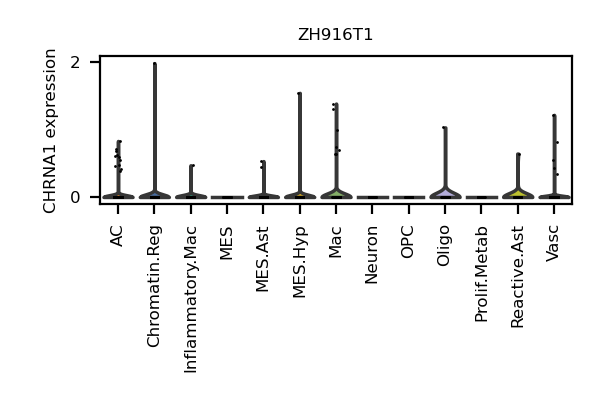 ZH916T1
CHRNA1 expression
2
0
AC
Chromatin.Reg
Inflammatory.Mac
MES
MES.Ast
MES.Hyp
Mac
Neuron
OPC
Oligo
Prolif.Metab
Reactive.Ast
Vasc